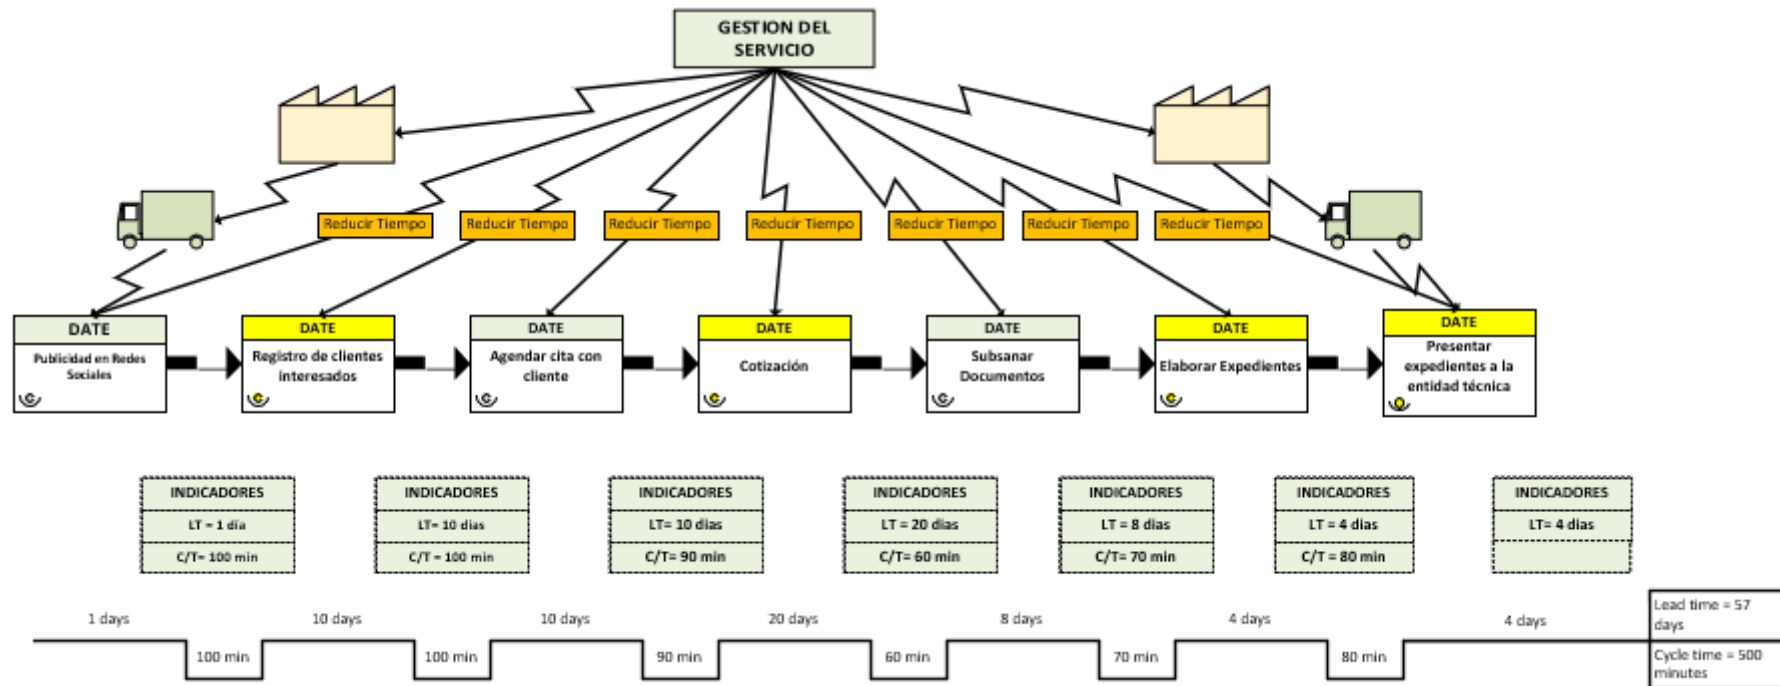 GESTION DEL
SERVICIO
Reducir Tiempo
Reducir Tiempo
Reducir Tiempo
Reducir Tiempo
Reducir Tiempo
Reducir Tiempo
Reducir Tiempo
DATE
Publicidad en Redes
Sociales
C
DATE
Registro de clientes
interesados
C
DATE
Agendar cita con
cliente
C
DATE
Cotización
C
DATE
Subsanar
Documentos
C
DATE
Elaborar Expedientes
C
DATE
Presentar
expedientes a la
entidad técnica
INDICADORES
LT = 1 día
C/T= 100 min
INDICADORES
LT= 10 dias
C/T = 100 min
INDICADORES
LT= 10 dias
C/T= 90 min
INDICADORES
LT = 20 dias
C/T= 60 min
INDICADORES
LT = 8 dias
C/T= 70 min
INDICADORES
LT = 4 dias
C/T = 80 min
INDICADORES
LT= 4 dias
1 days
10 days
10 days
20 days
8 days
4 days
4 days
100 min
100 min
90 min
60 min
70 min
80 min
Lead time = 57
days
Cycle time = 500
minutes